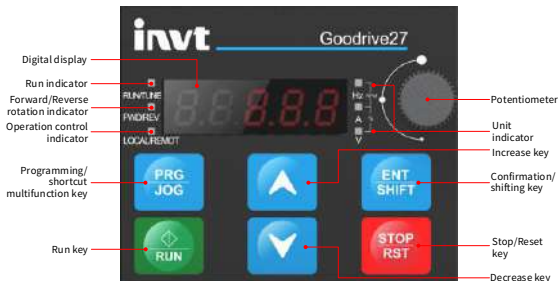 invt
Goodrive27
Digital display
Run indicator
RUN/TUNE
Forward/Reverse
rotation indicator
FWD/REV
Operation control
indicator
LOCAL/REMOT
Hz
A
V
Potentiometer
Unit
indicator
Increase key
Programming/
shortcut
multifunction key
PRG
JOG
ENT
SHIFT
Confirmation/
shifting key
Run key
RUN
STOP
RST
Stop/Reset
key
Decrease key